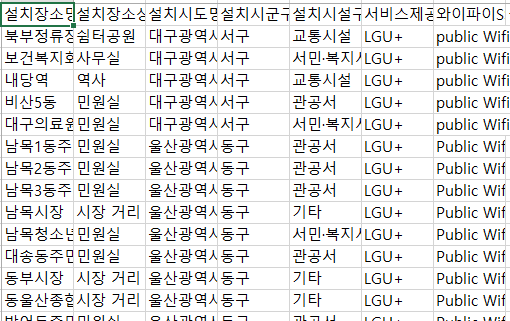 설치장소명 설치장소상 설치시도명 설치시군구 설치시설구 서비스제공 와이파이S
북부정류장 쉼터공원 대구광역시 서구 교통시설 LGU+ public Wifi
보건복지회 사무실 대구광역시 서구 서민·복지시 LGU+ public Wifi
내당역 역사 대구광역시 서구 교통시설 LGU+ public Wifi
비산5동 민원실 대구광역시 서구 관공서 LGU+ public Wifi
대구의료원 민원실 대구광역시 서구 서민·복지시 LGU+ public Wifi
남목1동주 민원실 울산광역시 동구 관공서 LGU+ Public Wif
남목2동주 민원실 울산광역시 동구 관공서 LGU+ Public Wif
남목3동주 민원실 울산광역시 동구 관공서 LGU+ Public Wif
남목시장 시장 거리 울산광역시 동구 기타 LGU+ Public Wif
남목청소년 민원실 울산광역시 동구 서민·복지시 LGU+ Public Wif
대송동주민 민원실 울산광역시 동구 관공서 LGU+ Public Wif
동부시장 시장 거리 울산광역시 동구 기타 LGU+ Public Wif
동울산종합 시장 거리 울산광역시 동구 기타 LGU+ Public Wif
방어동주민 민원실 울산광역시 동구 관공서 LGU+ Public Wif